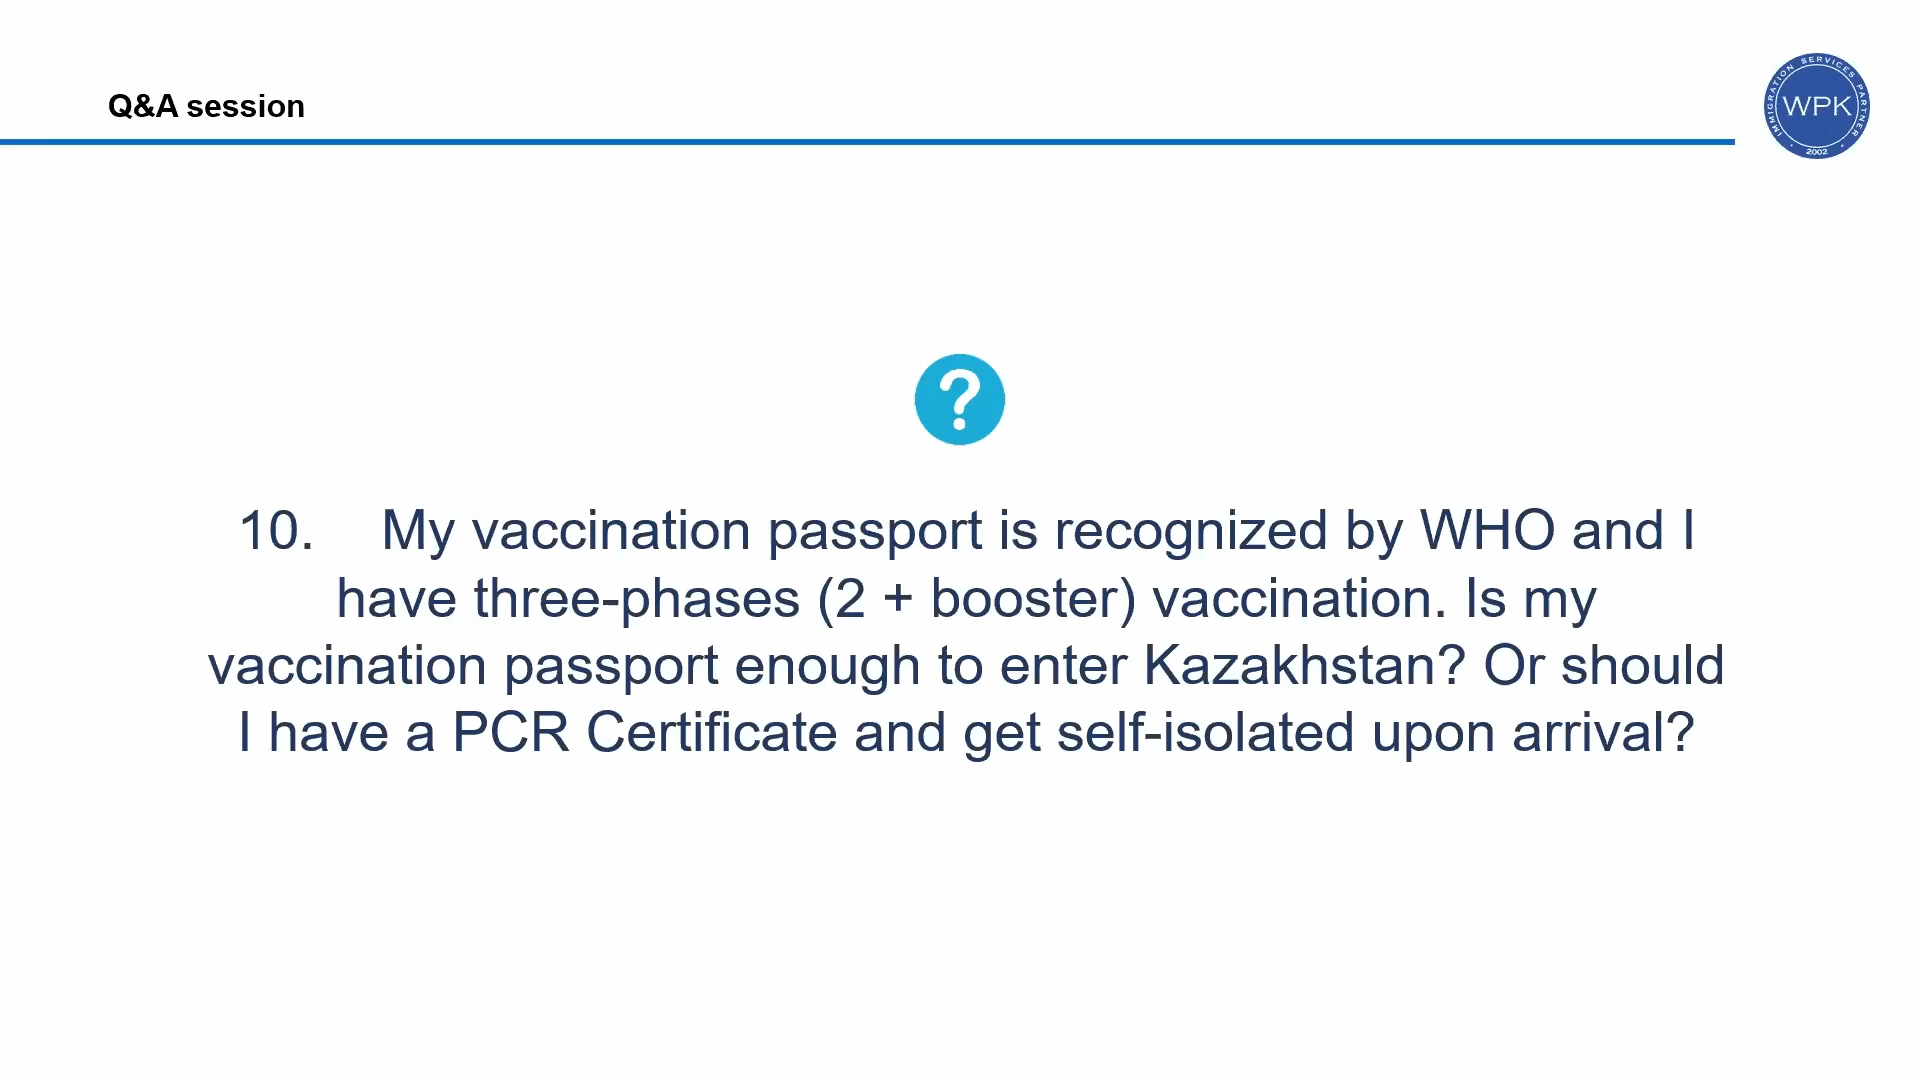 Q&A session
IMMIGRATION SERVICES PARTNER
WPK
2002
?
10. My vaccination passport is recognized by WHO and I
have three-phases (2 + booster) vaccination. Is my
vaccination passport enough to enter Kazakhstan? Or should
I have a PCR Certificate and get self-isolated upon arrival?